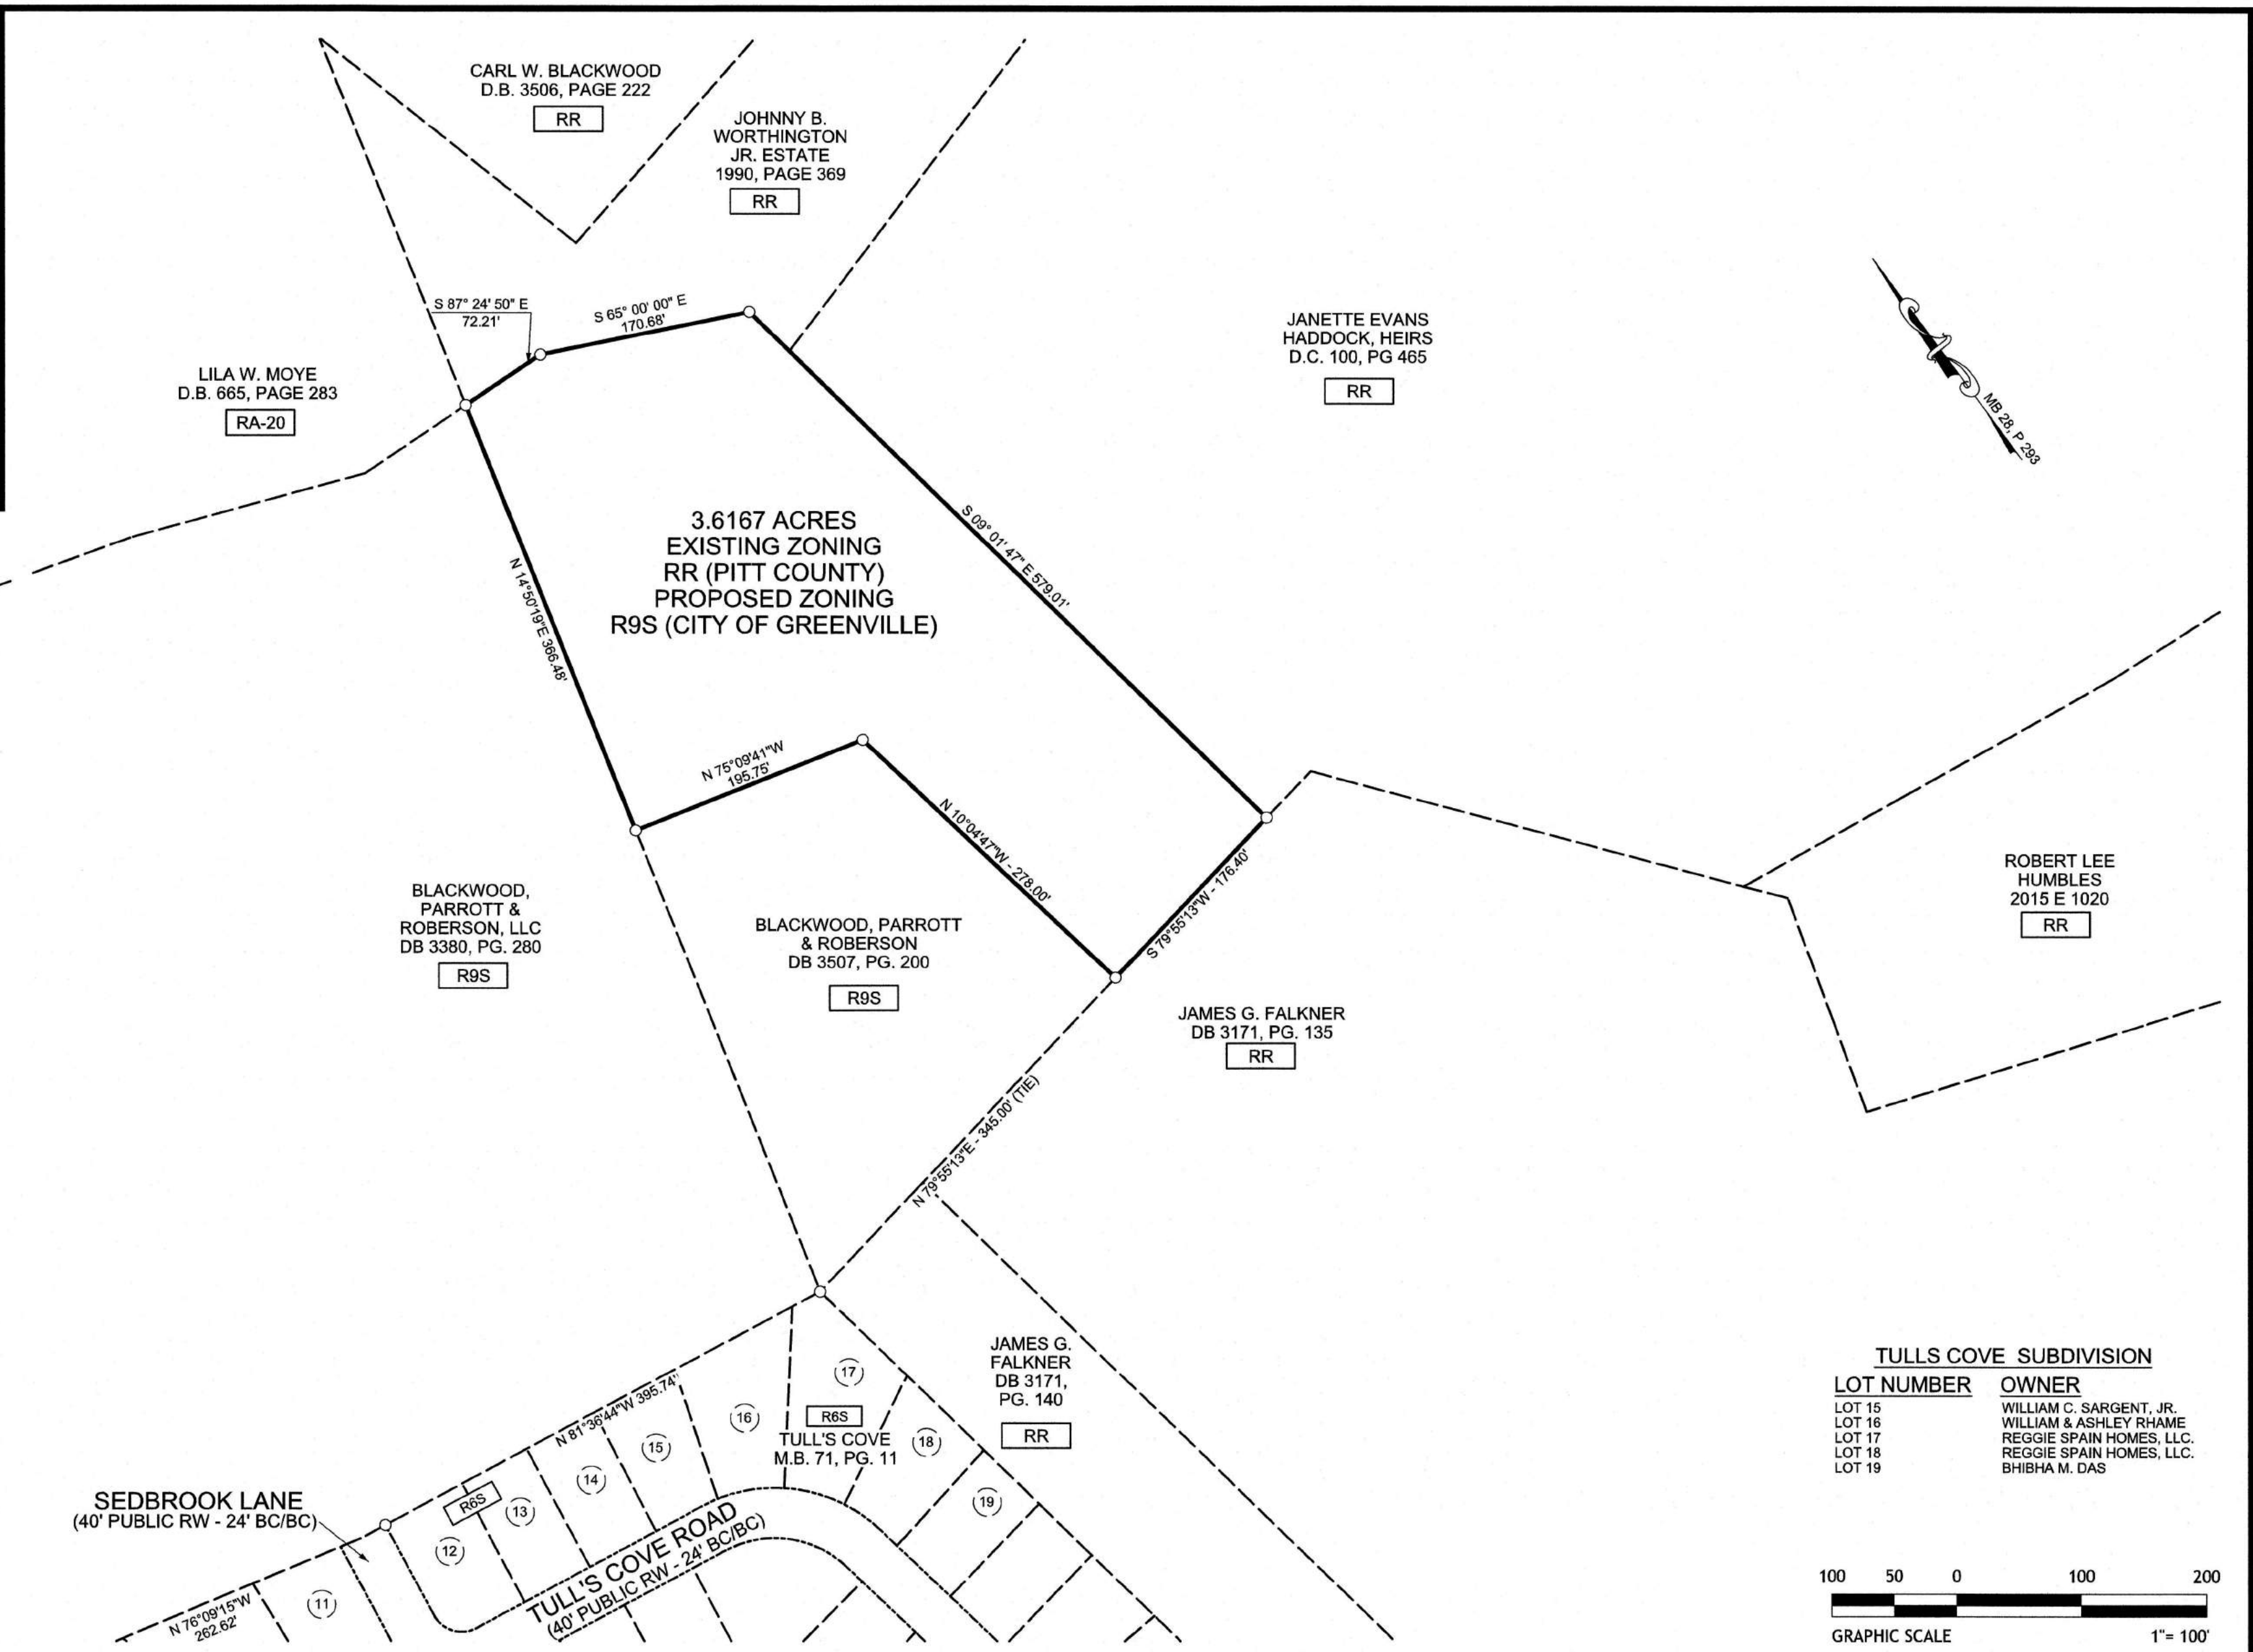 CARL W. BLACKWOOD
D.B. 3506, PAGE 222
RR
JOHNNY B.
WORTHINGTON
JR. ESTATE
1990, PAGE 369
RR
S 87° 24' 50" E
72.21'
S 65° 00' 00" E
170.68'
LILA W. MOYE
D.B. 665, PAGE 283
RA-20
JANETTE EVANS
HADDOCK, HEIRS
D.C. 100, PG 465
RR
MB 28, P 293
3.6167 ACRES
EXISTING ZONING
RR (PITT COUNTY)
PROPOSED ZONING
R9S (CITY OF GREENVILLE)
S 09° 01' 47" E 579.01'
N 14°50'19"E 366.48'
N 75°09'41"W
195.75'
N 10°04'47"W - 278.00'
S 79°55'13"W - 176.40'
BLACKWOOD,
PARROTT &
ROBERSON, LLC
DB 3380, PG. 280
R9S
BLACKWOOD, PARROTT
& ROBERSON
DB 3507, PG. 200
R9S
ROBERT LEE
HUMBLES
2015 E 1020
RR
JAMES G. FALKNER
DB 3171, PG. 135
RR
N 79°55'13"E - 345.00' (TIE)
JAMES G.
FALKNER
DB 3171,
PG. 140
RR
N 81°36'44"W 395.74'
17
R6S
TULL'S COVE
M.B. 71, PG. 11
16
18
15
14
19
R6S
13
12
11
SEDBROOK LANE
(40' PUBLIC RW - 24' BC/BC)
TULL'S COVE ROAD
(40' PUBLIC RW - 24' BC/BC)
N 76°09'15"W
262.62'
TULLS COVE SUBDIVISION
LOT NUMBER OWNER
LOT 15 WILLIAM C. SARGENT, JR.
LOT 16 WILLIAM & ASHLEY RHAME
LOT 17 REGGIE SPAIN HOMES, LLC.
LOT 18 REGGIE SPAIN HOMES, LLC.
LOT 19 BHIBHA M. DAS
100 50 0 100 200
GRAPHIC SCALE 1"= 100'